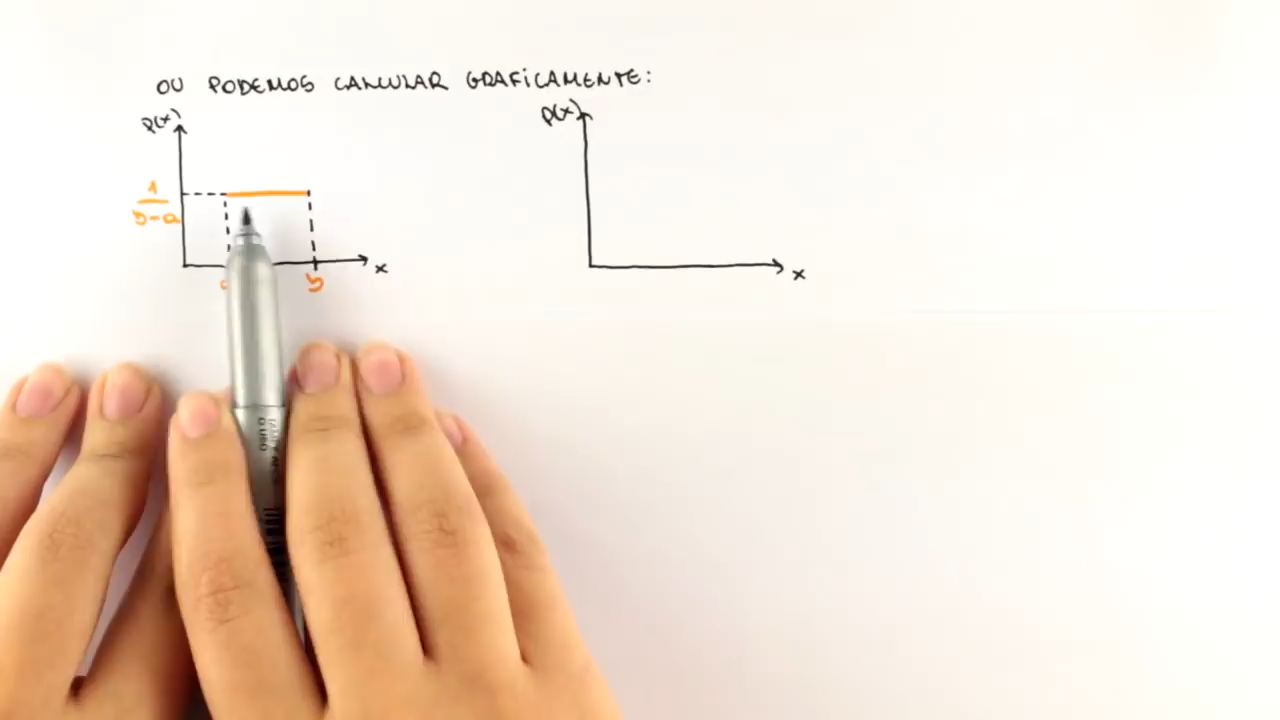 OU PODEMOS CALCULAR GRAFICAMENTE:
P(x)
1
b-a
b
x
P(x)
x